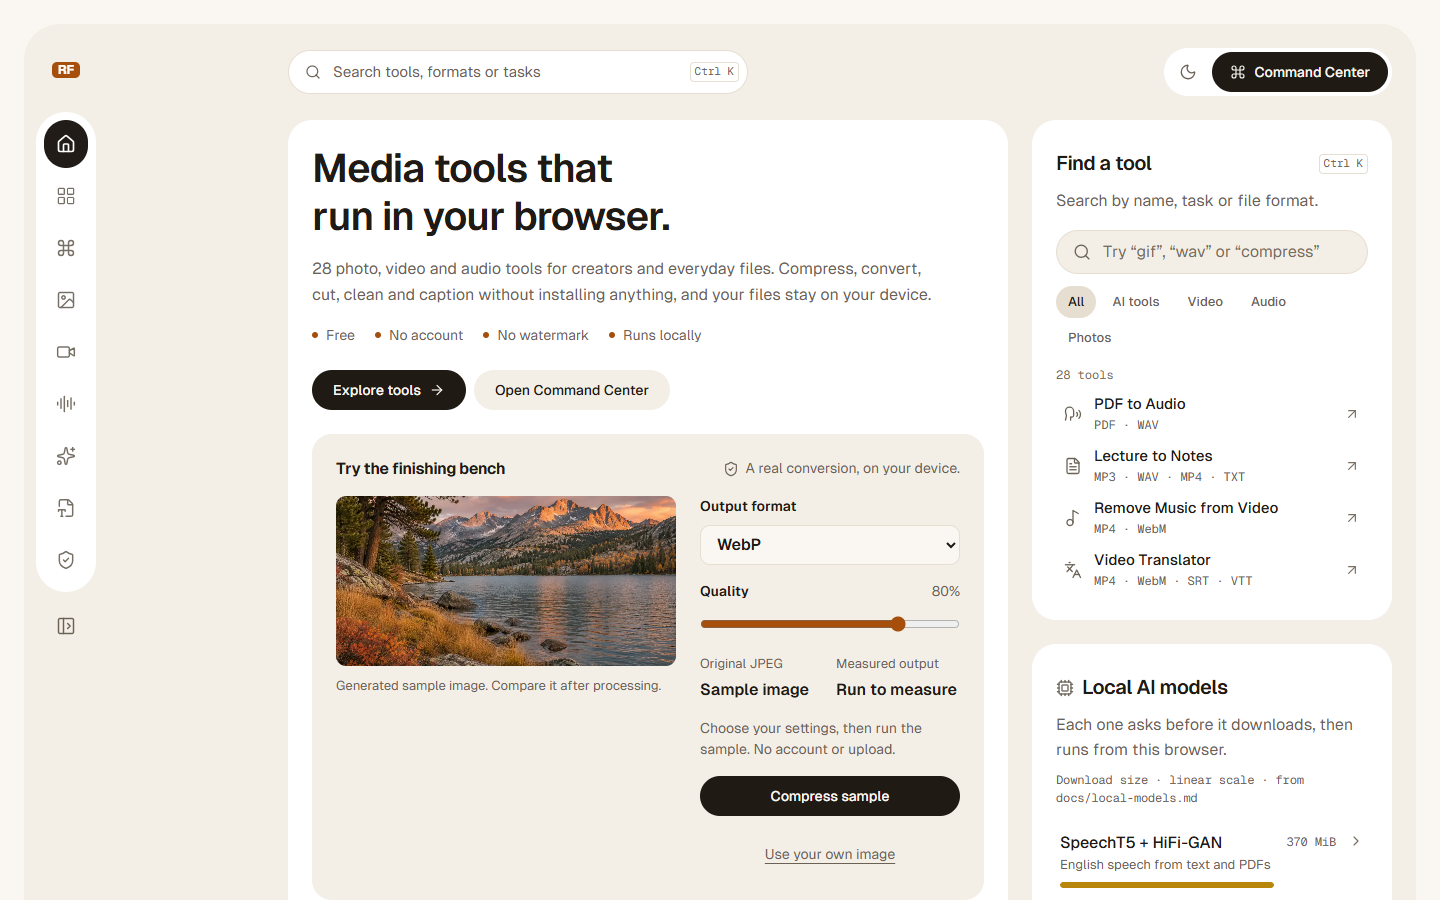 RF
Search tools, formats or tasks
Ctrl K
Command Center
Media tools that
run in your browser.
28 photo, video and audio tools for creators and everyday files. Compress, convert,
cut, clean and caption without installing anything, and your files stay on your device.
Free
No account
No watermark
Runs locally
Explore tools
Open Command Center
Try the finishing bench
A real conversion, on your device.
Generated sample image. Compare it after processing.
Output format
WebP
Quality
80%
Original JPEG
Measured output
Sample image
Run to measure
Choose your settings, then run the
sample. No account or upload.
Compress sample
Use your own image
Find a tool
Ctrl K
Search by name, task or file format.
Try “gif”, “wav” or “compress”
All
AI tools
Video
Audio
Photos
28 tools
PDF to Audio
PDF · WAV
Lecture to Notes
MP3 · WAV · MP4 · TXT
Remove Music from Video
MP4 · WebM
Video Translator
MP4 · WebM · SRT · VTT
Local AI models
Each one asks before it downloads, then
runs from this browser.
Download size · linear scale · from
docs/local-models.md
SpeechT5 + HiFi-GAN
370 MiB
English speech from text and PDFs